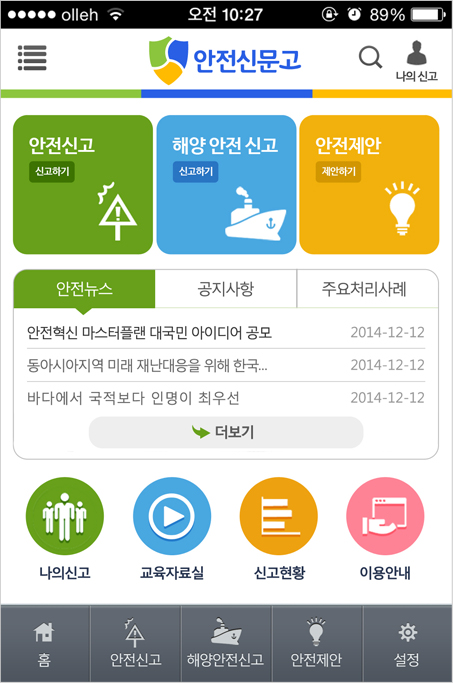 olleh 오전 10:27 89%
안전신문고
나의 신고
안전신고 해양 안전 신고 안전제안
신고하기 신고하기 제안하기
안전뉴스 공지사항 주요처리사례
안전혁신 마스터플랜 대국민 아이디어 공모 2014-12-12
동아시아지역 미래 재난대응을 위해 한국... 2014-12-12
바다에서 국적보다 인명이 최우선 2014-12-12
더보기
나의신고 교육자료실 신고현황 이용안내
홈 안전신고 해양안전신고 안전제안 설정